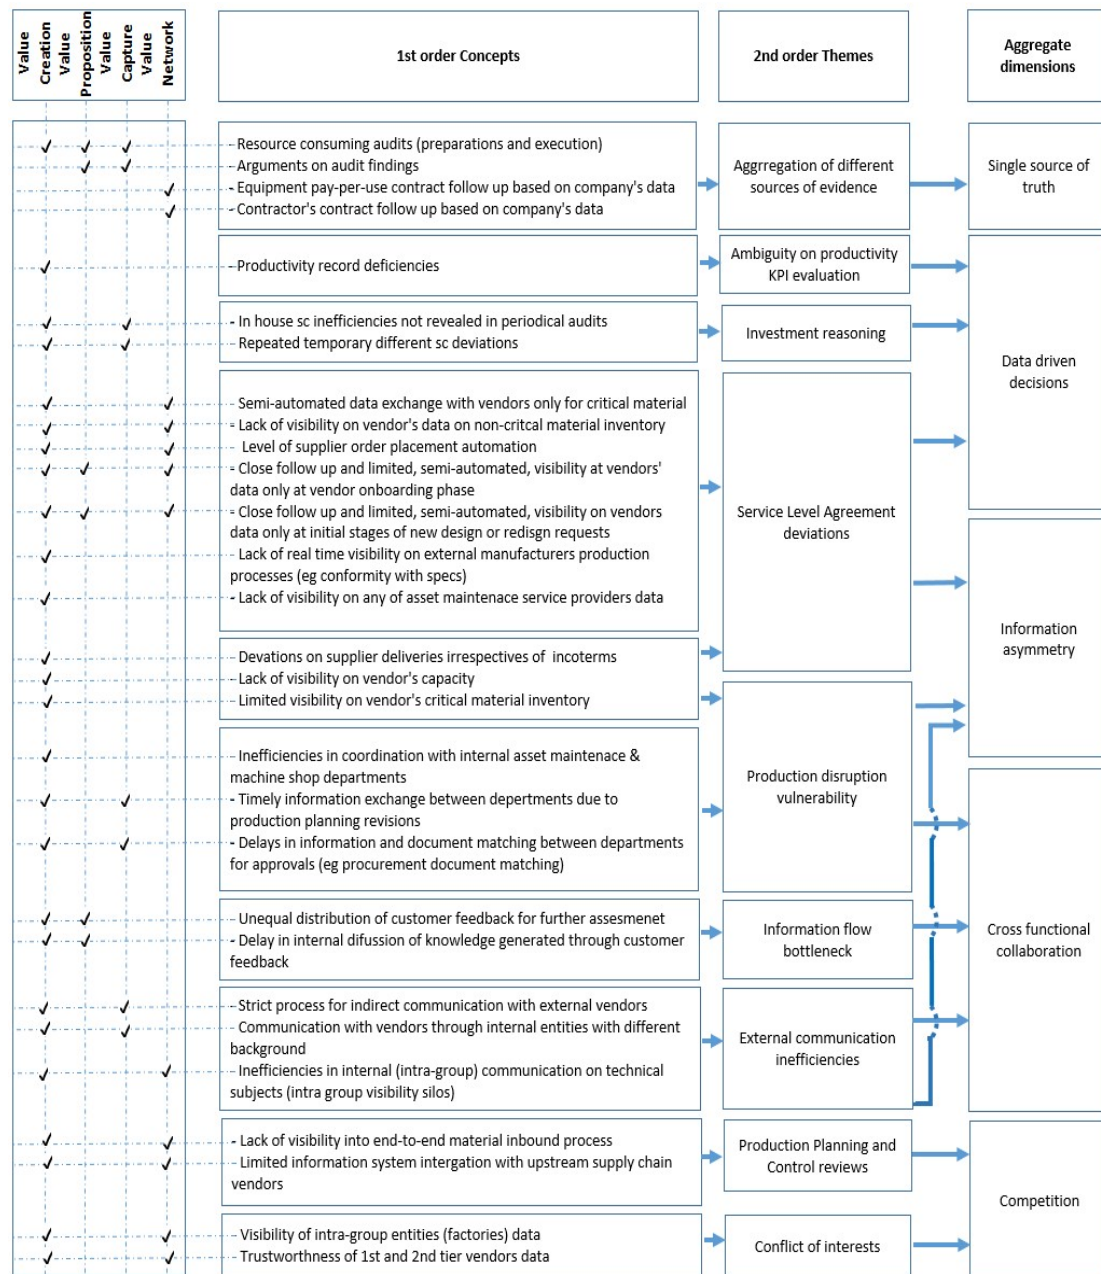 Value
Creation
Value
Proposition
Value
Capture
Value
Network
1st order Concepts
2nd order Themes
Aggregate
dimensions
- Resource consuming audits (preparations and execution)
- Arguments on audit findings
- Equipment pay-per-use contract follow up based on company's data
- Contractor's contract follow up based on company's data
Aggrregation of different
sources of evidence
Single source of
truth
- Productivity record deficiencies
Ambiguity on productivity
KPI evaluation
- In house sc inefficiencies not revealed in periodical audits
- Repeated temporary different sc deviations
Investment reasoning
Data driven
decisions
- Semi-automated data exchange with vendors only for critical material
- Lack of visibility on vendor's data on non-critcal material inventory
Level of supplier order placement automation
- Close follow up and limited, semi-automated, visibility at vendors'
data only at vendor onboarding phase
- Close follow up and limited, semi-automated, visibility on vendors
data only at initial stages of new design or redisgn requests
- Lack of real time visibility on external manufacturers production
processes (eg conformity with specs)
- Lack of visibility on any of asset maintenace service providers data
Service Level Agreement
deviations
- Devations on supplier deliveries irrespectives of incoterms
- Lack of visibility on vendor's capacity
- Limited visibility on vendor's critical material inventory
Information
asymmetry
- Inefficiencies in coordination with internal asset maintenace &
machine shop departments
- Timely information exchange between depertments due to
production planning revisions
- Delays in information and document matching between departments
for approvals (eg procurement document matching)
Production disruption
vulnerability
- Unequal distribution of customer feedback for further assesmenet
- Delay in internal difussion of knowledge generated through customer
feedback
Information flow
bottleneck
Cross functional
collaboration
- Strict process for indirect communication with external vendors
- Communication with vendors through internal entities with different
background
- Inefficiencies in internal (intra-group) communication on technical
subjects (intra group visibility silos)
External communication
inefficiencies
- Lack of visibility into end-to-end material inbound process
- Limited information system intergation with upstream supply chain
vendors
Production Planning and
Control reviews
Competition
- Visibility of intra-group entities (factories) data
- Trustworthness of 1st and 2nd tier vendors data
Conflict of interests